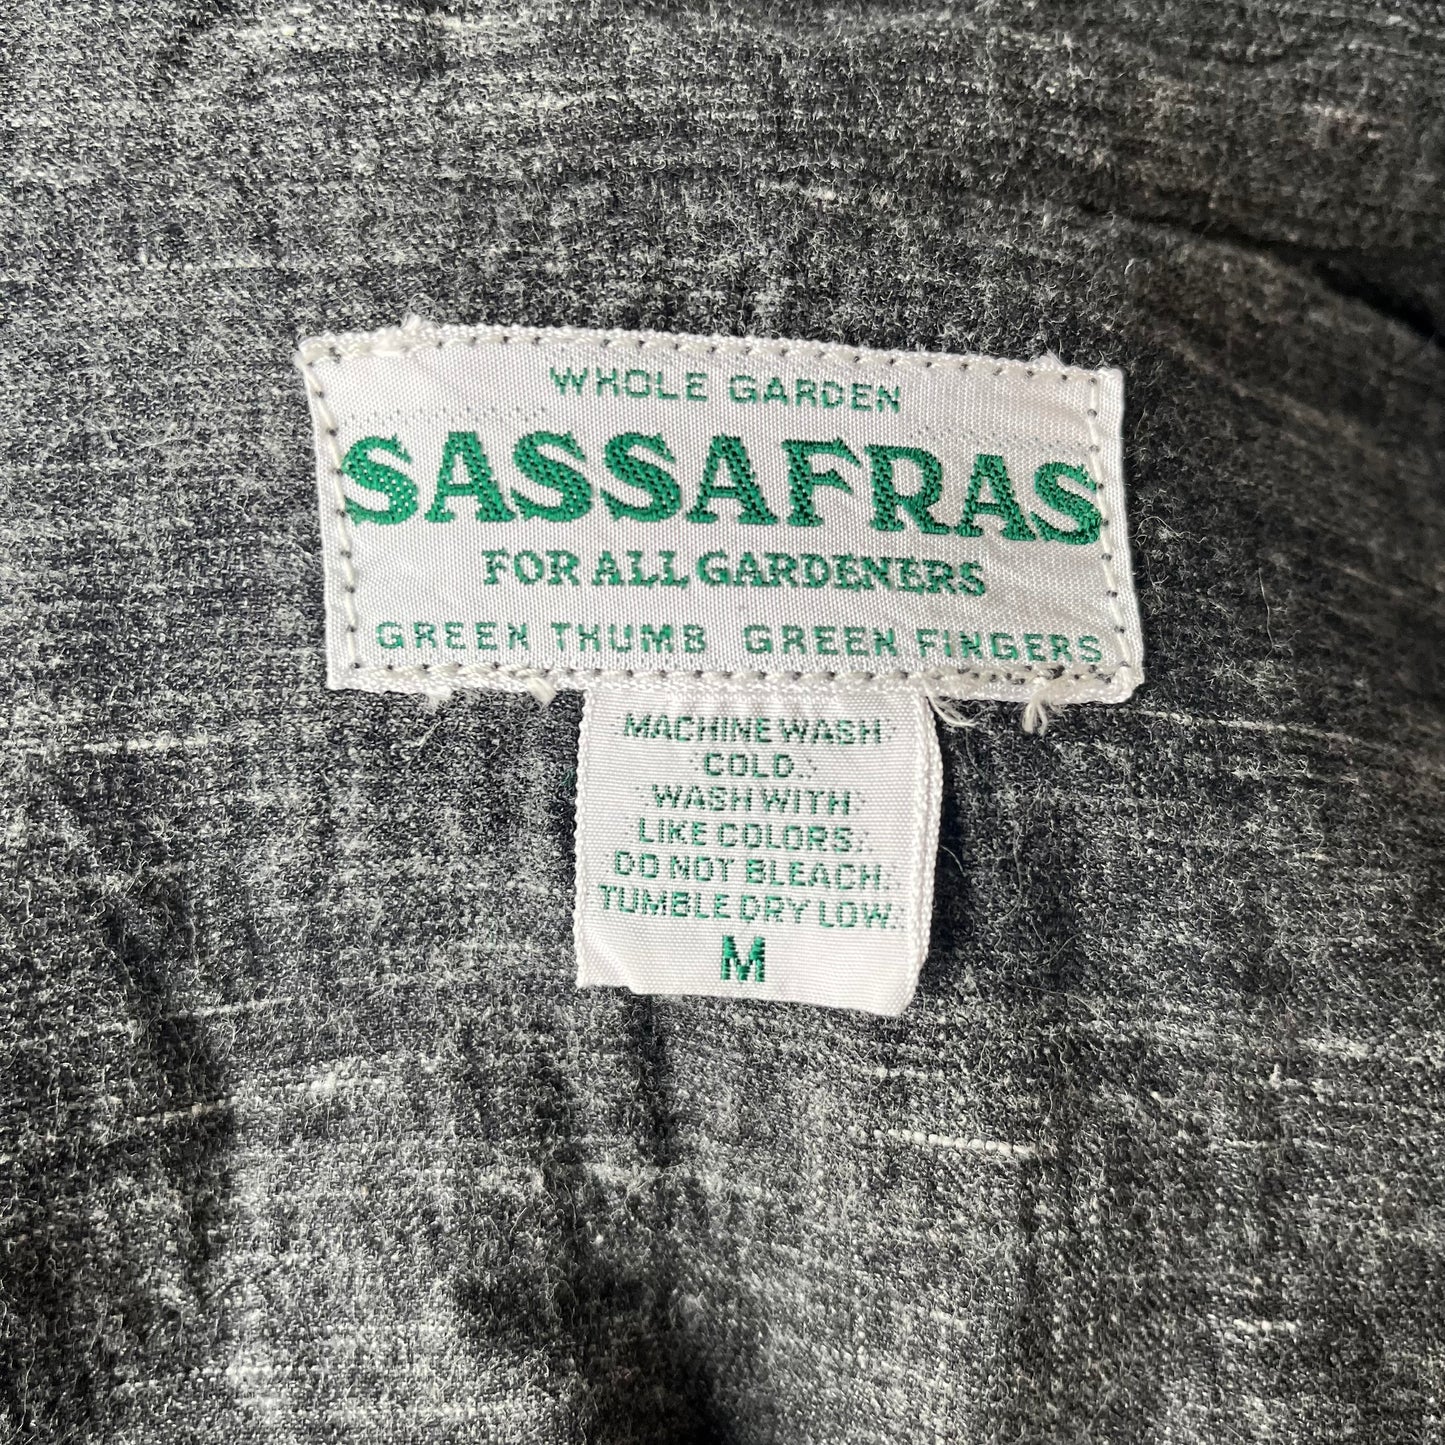 WHOLE GARDEN
SASSAFRAS
FOR ALL GARDENERS
GREEN THUMB GREEN FINGERS
MACHINE WASH
COLD.
WASH WITH
LIKE COLORS.
DO NOT BLEACH.
TUMBLE DRY LOW.
M